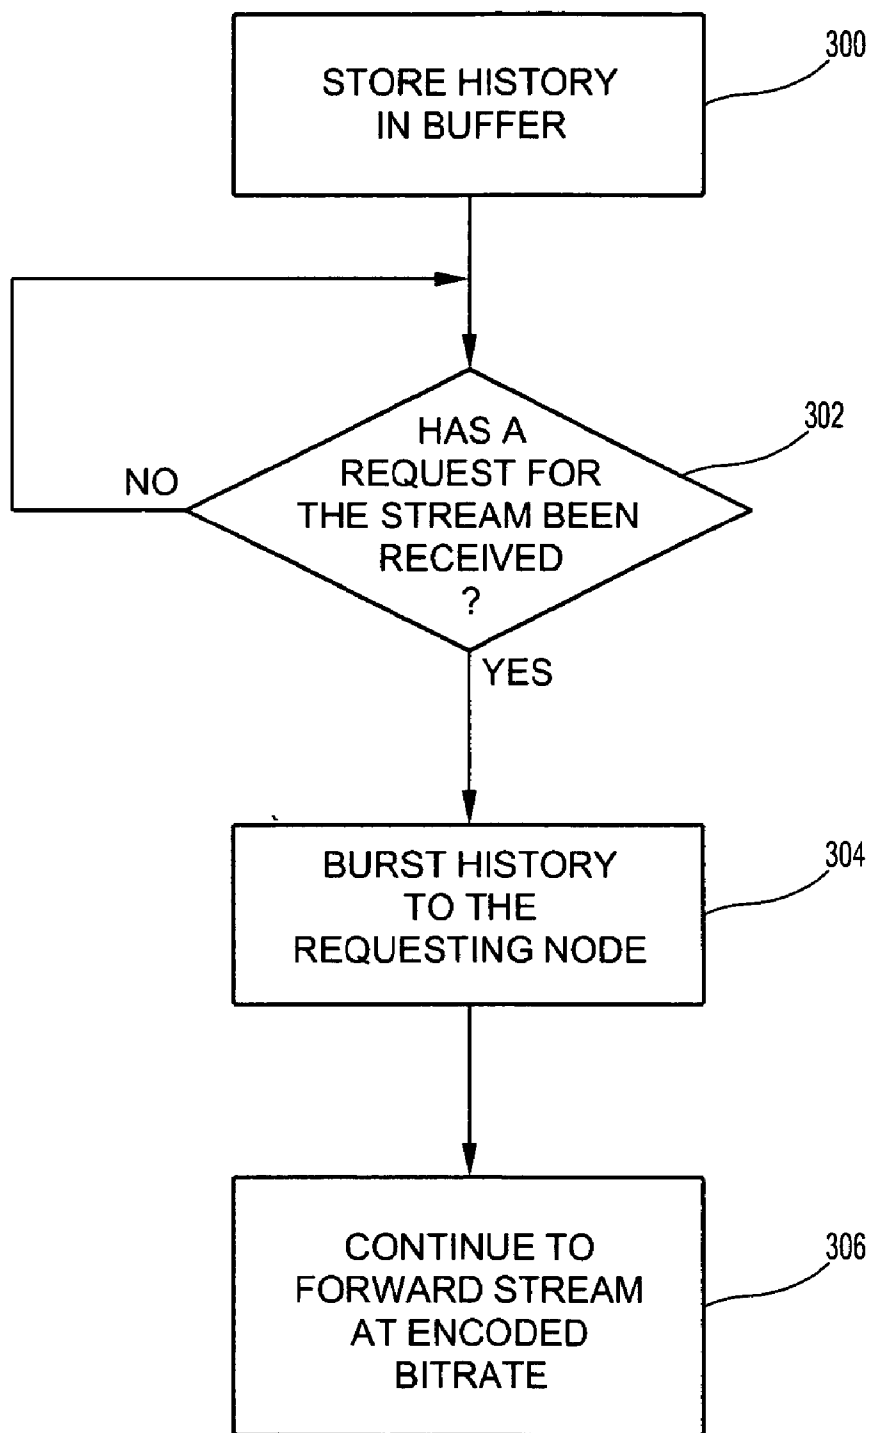 300
STORE HISTORY
IN BUFFER
302
HAS A
REQUEST FOR
THE STREAM BEEN
RECEIVED
?
NO
YES
304
BURST HISTORY
TO THE
REQUESTING NODE
306
CONTINUE TO
FORWARD STREAM
AT ENCODED
BITRATE